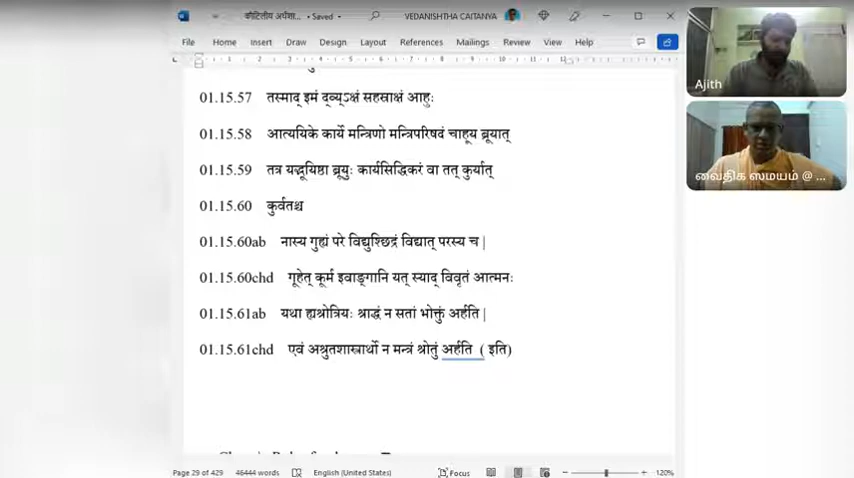 कौटिलीय अर्थशा... • Saved
VEDANISHTHA CAITANYA
File Home Insert Draw Design Layout References Mailings Review View Help
01.15.57 तस्माद् इमं द्व्यऽक्षं सहस्राक्षं आहुः
01.15.58 आत्ययिके कार्ये मन्त्रिणो मन्त्रिपरिषदं चाहूय ब्रूयात्
01.15.59 तत्र यद्भूयिष्ठा ब्रूयुः कार्यसिद्धिकरं वा तत् कुर्यात्
01.15.60 कुर्वतश्च
01.15.60ab नास्य गुह्यं परे विद्युश्छिद्रं विद्यात् परस्य च |
01.15.60chd गूहेत् कूर्म इवाङ्गानि यत् स्याद् विवृतं आत्मनः
01.15.61ab यथा ह्यश्रोत्रियः श्राद्धं न सतां भोक्तुं अर्हति |
01.15.61chd एवं अश्रुतशास्त्रार्थो न मन्त्रं श्रोतुं अर्हति ( इति)
Page 29 of 429 46444 words English (United States) Focus 120%
Ajith
வைதிக ஸமயம் @ ...